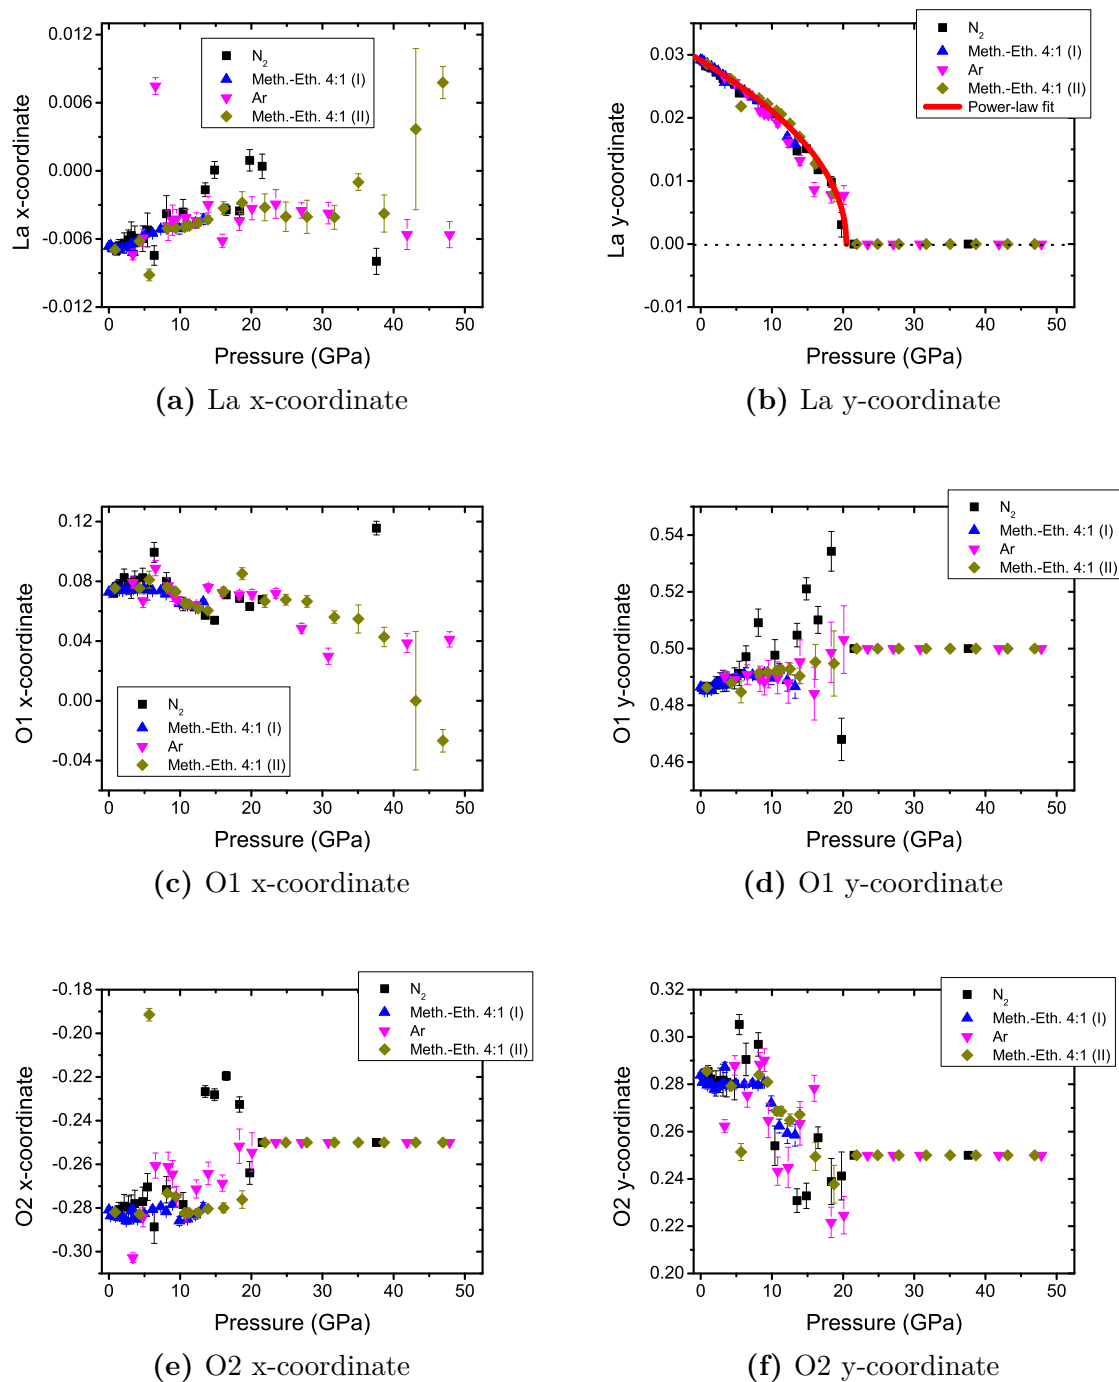 0.012
0.006
0.000
-0.006
-0.012
La x-coordinate
N2
Meth.-Eth. 4:1 (I)
Ar
Meth.-Eth. 4:1 (II)
0 10 20 30 40 50
Pressure (GPa)
(a) La x-coordinate
0.03
0.02
0.01
0.00
-0.01
La y-coordinate
N2
Meth.-Eth. 4:1 (I)
Ar
Meth.-Eth. 4:1 (II)
Power-law fit
0 10 20 30 40 50
Pressure (GPa)
(b) La y-coordinate
0.12
0.08
0.04
0.00
-0.04
O1 x-coordinate
N2
Meth.-Eth. 4:1 (I)
Ar
Meth.-Eth. 4:1 (II)
0 10 20 30 40 50
Pressure (GPa)
(c) O1 x-coordinate
0.54
0.52
0.50
0.48
0.46
O1 y-coordinate
N2
Meth.-Eth. 4:1 (I)
Ar
Meth.-Eth. 4:1 (II)
0 10 20 30 40 50
Pressure (GPa)
(d) O1 y-coordinate
-0.18
-0.20
-0.22
-0.24
-0.26
-0.28
-0.30
O2 x-coordinate
N2
Meth.-Eth. 4:1 (I)
Ar
Meth.-Eth. 4:1 (II)
0 10 20 30 40 50
Pressure (GPa)
(e) O2 x-coordinate
0.32
0.30
0.28
0.26
0.24
0.22
0.20
O2 y-coordinate
N2
Meth.-Eth. 4:1 (I)
Ar
Meth.-Eth. 4:1 (II)
0 10 20 30 40 50
Pressure (GPa)
(f) O2 y-coordinate